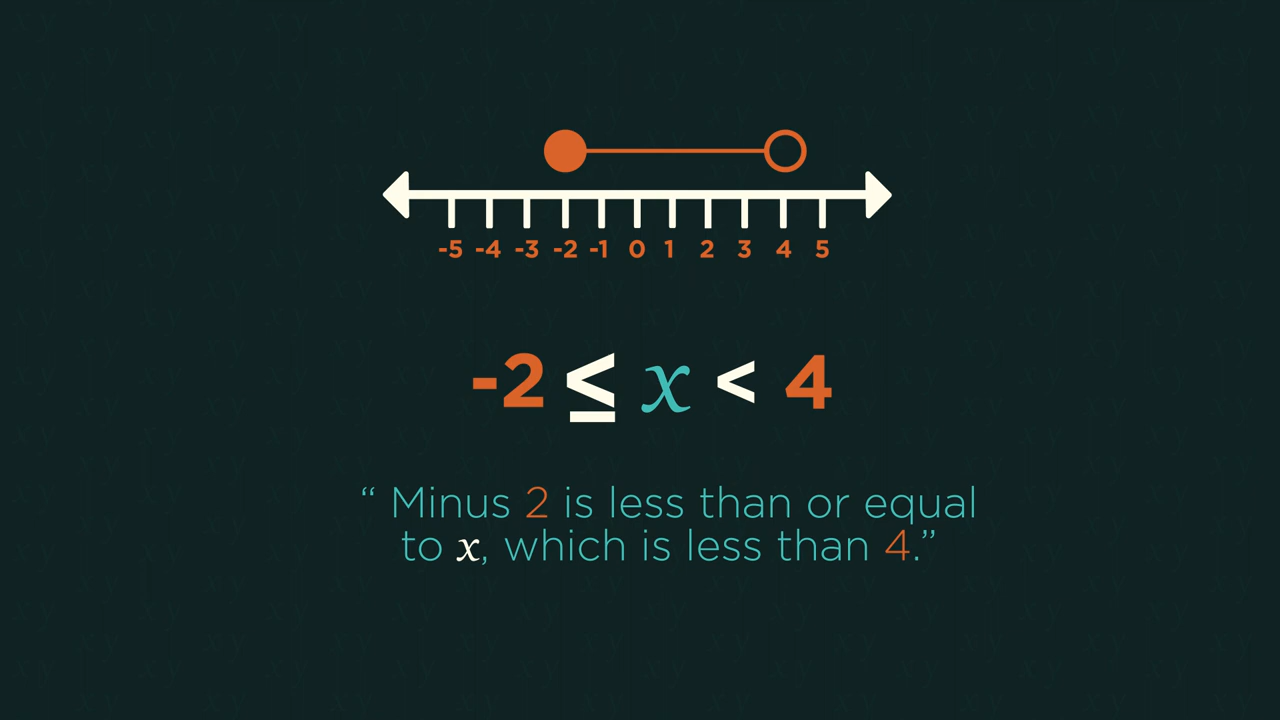 -5 -4 -3 -2 -1 0 1 2 3 4 5
-2 ≤ x < 4
“ Minus 2 is less than or equal
to x, which is less than 4.”